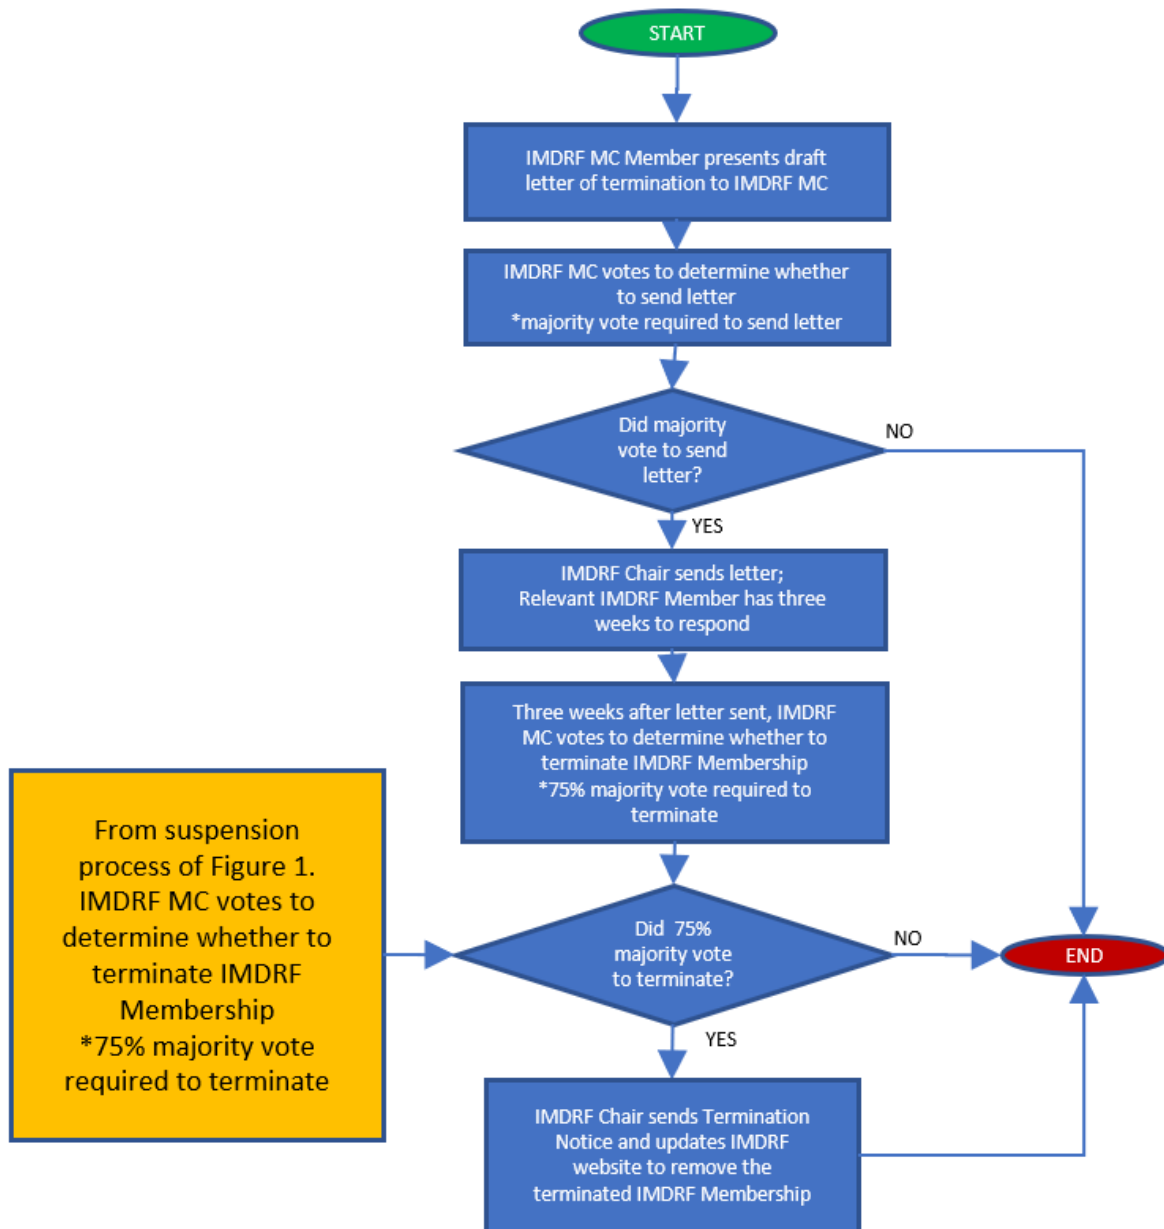 START
IMDRF MC Member presents draft
letter of termination to IMDRF MC
IMDRF MC votes to determine whether
to send letter
*majority vote required to send letter
Did majority
vote to send
letter?
NO
YES
IMDRF Chair sends letter;
Relevant IMDRF Member has three
weeks to respond
Three weeks after letter sent, IMDRF
MC votes to determine whether to
terminate IMDRF Membership
*75% majority vote required to
terminate
From suspension
process of Figure 1.
IMDRF MC votes to
determine whether to
terminate IMDRF
Membership
*75% majority vote
required to terminate
Did 75%
majority vote
to terminate?
NO
END
YES
IMDRF Chair sends Termination
Notice and updates IMDRF
website to remove the
terminated IMDRF Membership